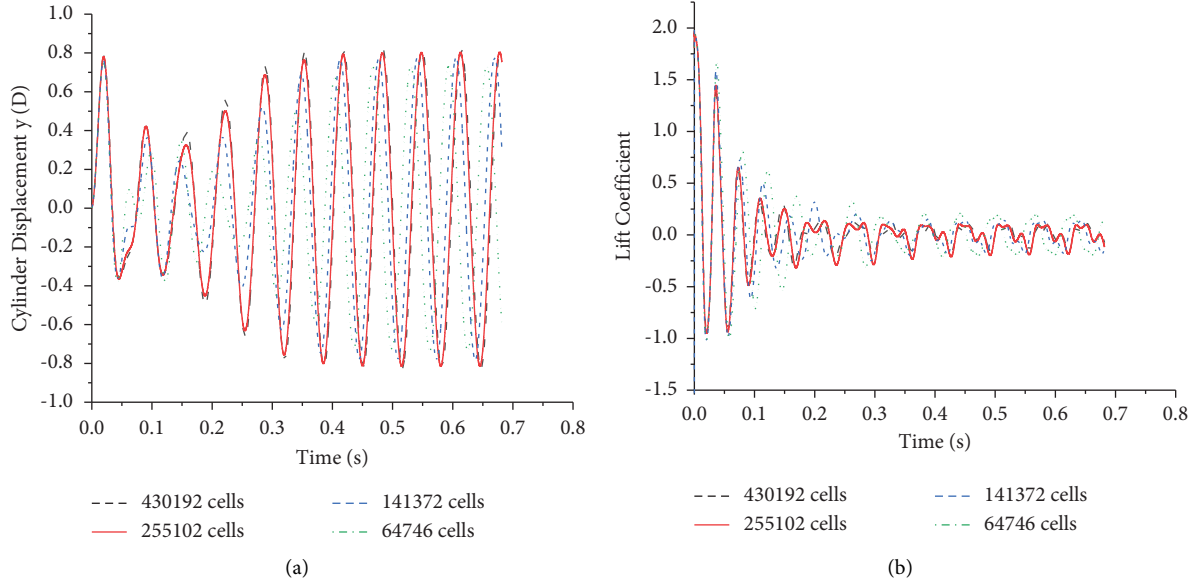 1.0
0.8
0.6
0.4
0.2
0.0
-0.2
-0.4
-0.6
-0.8
-1.0
Cylinder Displacement y (D)
0.0 0.1 0.2 0.3 0.4 0.5 0.6 0.7 0.8
Time (s)
430192 cells
255102 cells
141372 cells
64746 cells
(a)
2.0
1.5
1.0
0.5
0.0
-0.5
-1.0
-1.5
Lift Coefficient
0.0 0.1 0.2 0.3 0.4 0.5 0.6 0.7 0.8
Time (s)
430192 cells
255102 cells
141372 cells
64746 cells
(b)